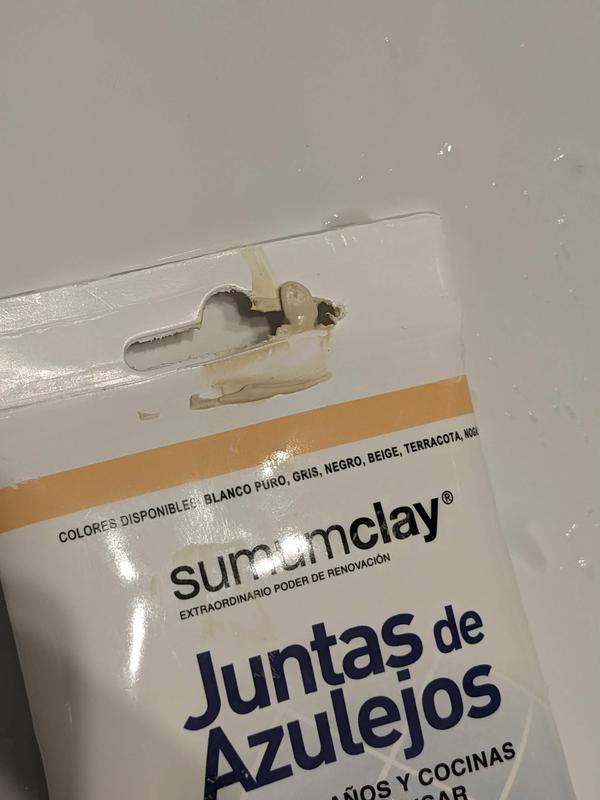 COLORES DISPONIBLES: BLANCO PURO, GRIS, NEGRO, BEIGE, TERRACOTA,
sumumclay®
EXTRAORDINARIO PODER DE RENOVACIÓN
Juntas de
Azulejos
Y COCINAS